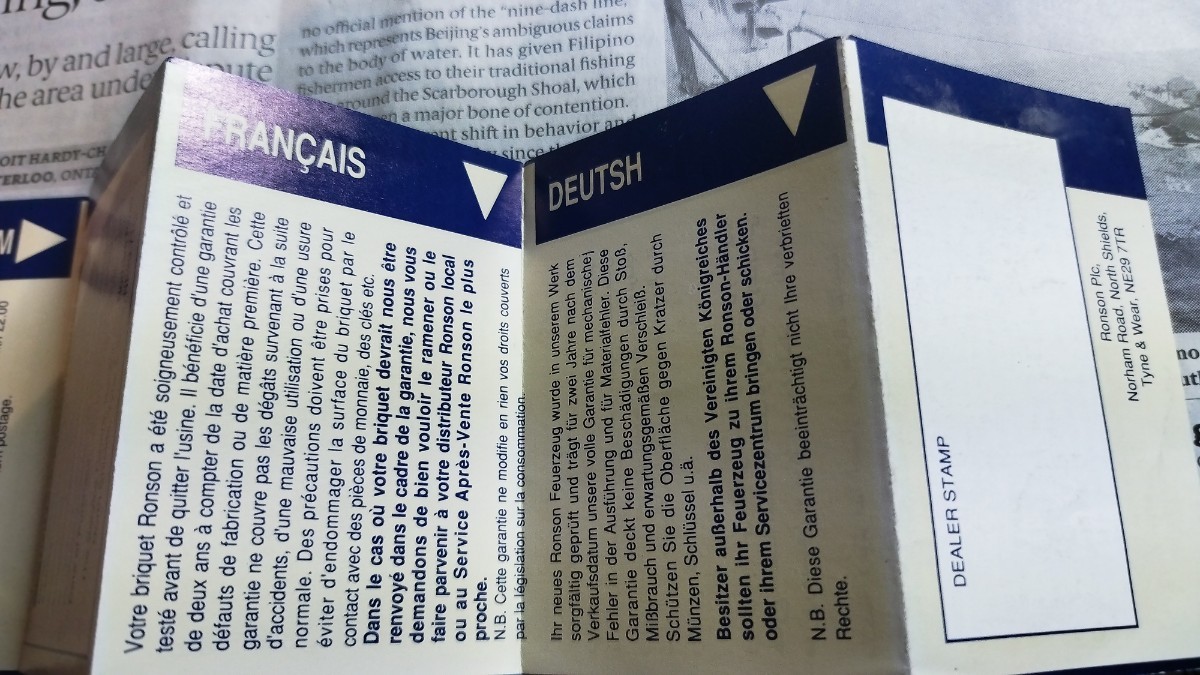 ng,
w, by and large, calling
he area unde pute
no official mention of the “nine-dash line,”
which represents Beijing's ambiguous claims
to the body of water. It has given Filipino
fishermen access to their traditional fishing
around the Scarborough Shoal, which
a major bone of contention.
shift in behavior and
since
OIT HARDY-CH
ERLOO, ONT
M
postage.
FRANÇAIS
Votre briquet Ronson a été soigneusement contrôlé et
testé avant de quitter l'usine. Il bénéficie d'une garantie
de deux ans à compter de la date d'achat couvrant les
défauts de fabrication ou de matière première. Cette
garantie ne couvre pas les dégâts survenant à la suite
d'accidents, d'une mauvaise utilisation ou d'une usure
normale. Des précautions doivent être prises pour
éviter d'endommager la surface du briquet par le
contact avec des pièces de monnaie, des clés etc.
Dans le cas où votre briquet devrait nous être
renvoyé dans le cadre de la garantie, nous vous
demandons de bien vouloir le ramener ou le
faire parvenir à votre distributeur Ronson local
ou au Service Après-Vente Ronson le plus
proche.
N.B. Cette garantie ne modifie en rien vos droits couverts
par la législation sur la consommation.
DEUTSH
Ihr neues Ronson Feuerzeug wurde in unserem Werk
sorgfältig geprüft und trägt für zwei Jahre nach dem
Verkaufsdatum unsere volle Garantie für mechanische
Fehler in der Ausführung und für Materialfehler. Diese
Garantie deckt keine Beschädigungen durch Stoß,
Mißbrauch und erwartungsgemäßen Verschleiß.
Schützen Sie die Oberfläche gegen Kratzer durch
Münzen, Schlüssel u.ä.
Besitzer außerhalb des Vereinigten Königreiches
sollten ihr Feuerzeug zu ihrem Ronson-Händler
oder ihrem Servicezentrum bringen oder schicken.
N.B. Diese Garantie beeinträchtigt nicht Ihre verbrieften
Rechte.
DEALER STAMP
Ronson Plc,
Norham Road, North Shields,
Tyne & Wear, NE29 7TR